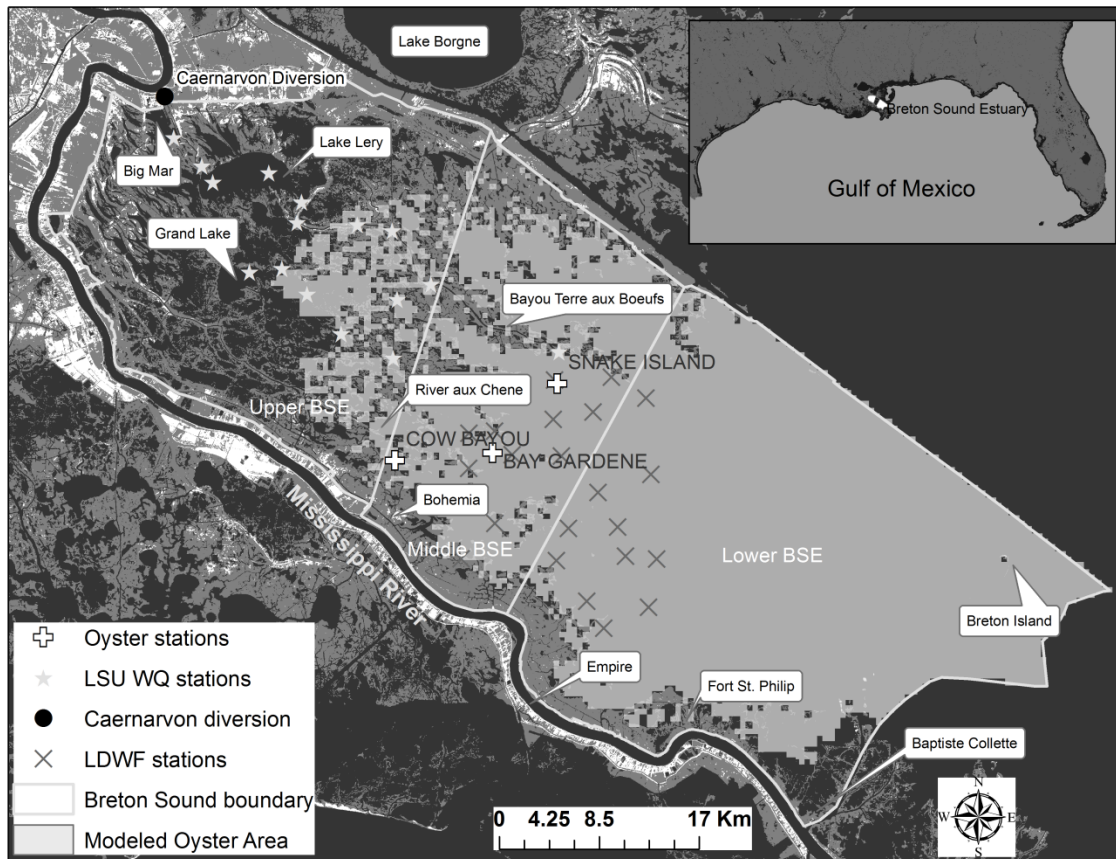 Lake Borgne
Caernarvon Diversion
Breton Sound Estuary
Lake Lery
Big Mar
Gulf of Mexico
Grand Lake
Bayou Terre aux Boeufs
SNAKE ISLAND
River aux Chene
Upper BSE
COW BAYOU
BAY GARDENE
Bohemia
Mississippi River
Middle BSE
Lower BSE
Breton Island
Oyster stations
Empire
LSU WQ stations
Fort St. Philip
Caernarvon diversion
Baptiste Collette
LDWF stations
Breton Sound boundary
Modeled Oyster Area
0 4.25 8.5 17 Km
N
W E
S